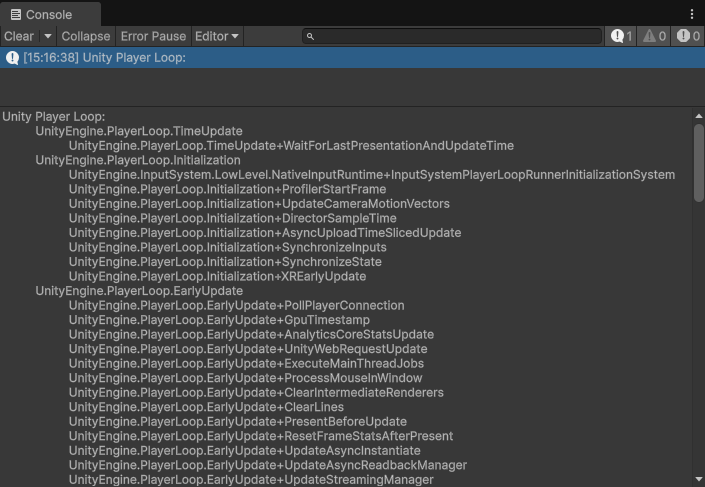 Console
Clear Collapse Error Pause Editor 1 0 0
[15:16:38] Unity Player Loop:
Unity Player Loop:
UnityEngine.PlayerLoop.TimeUpdate
UnityEngine.PlayerLoop.TimeUpdate+WaitForLastPresentationAndUpdateTime
UnityEngine.PlayerLoop.Initialization
UnityEngine.InputSystem.LowLevel.NativeInputRuntime+InputSystemPlayerLoopRunnerInitializationSystem
UnityEngine.PlayerLoop.Initialization+ProfilerStartFrame
UnityEngine.PlayerLoop.Initialization+UpdateCameraMotionVectors
UnityEngine.PlayerLoop.Initialization+DirectorSampleTime
UnityEngine.PlayerLoop.Initialization+AsyncUploadTimeSlicedUpdate
UnityEngine.PlayerLoop.Initialization+SynchronizeInputs
UnityEngine.PlayerLoop.Initialization+SynchronizeState
UnityEngine.PlayerLoop.Initialization+XREarlyUpdate
UnityEngine.PlayerLoop.EarlyUpdate
UnityEngine.PlayerLoop.EarlyUpdate+PollPlayerConnection
UnityEngine.PlayerLoop.EarlyUpdate+GpuTimestamp
UnityEngine.PlayerLoop.EarlyUpdate+AnalyticsCoreStatsUpdate
UnityEngine.PlayerLoop.EarlyUpdate+UnityWebRequestUpdate
UnityEngine.PlayerLoop.EarlyUpdate+ExecuteMainThreadJobs
UnityEngine.PlayerLoop.EarlyUpdate+ProcessMouseInWindow
UnityEngine.PlayerLoop.EarlyUpdate+ClearIntermediateRenderers
UnityEngine.PlayerLoop.EarlyUpdate+ClearLines
UnityEngine.PlayerLoop.EarlyUpdate+PresentBeforeUpdate
UnityEngine.PlayerLoop.EarlyUpdate+ResetFrameStatsAfterPresent
UnityEngine.PlayerLoop.EarlyUpdate+UpdateAsyncInstantiate
UnityEngine.PlayerLoop.EarlyUpdate+UpdateAsyncReadbackManager
UnityEngine.PlayerLoop.EarlyUpdate+UpdateStreamingManager